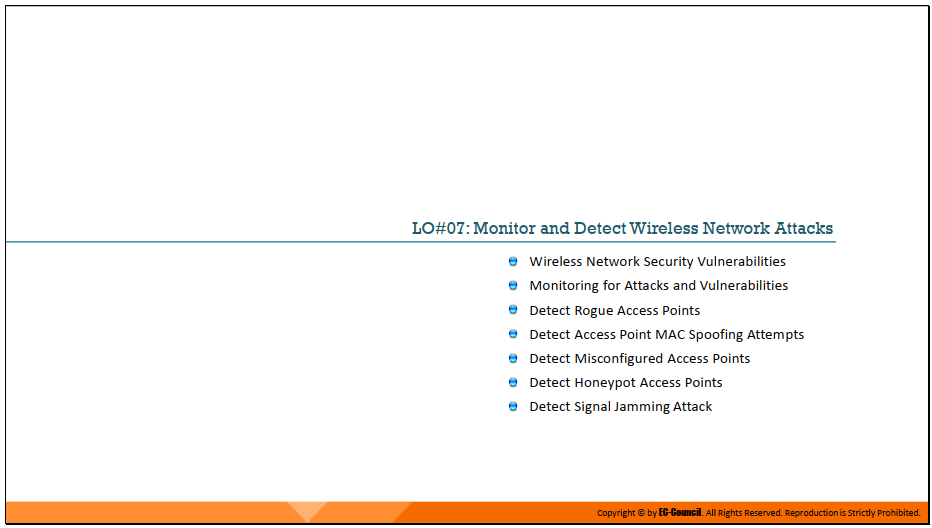 LO#07: Monitor and Detect Wireless Network Attacks
Wireless Network Security Vulnerabilities
Monitoring for Attacks and Vulnerabilities
Detect Rogue Access Points
Detect Access Point MAC Spoofing Attempts
Detect Misconfigured Access Points
Detect Honeypot Access Points
Detect Signal Jamming Attack
Copyright © by EC-Council. All Rights Reserved. Reproduction is Strictly Prohibited.